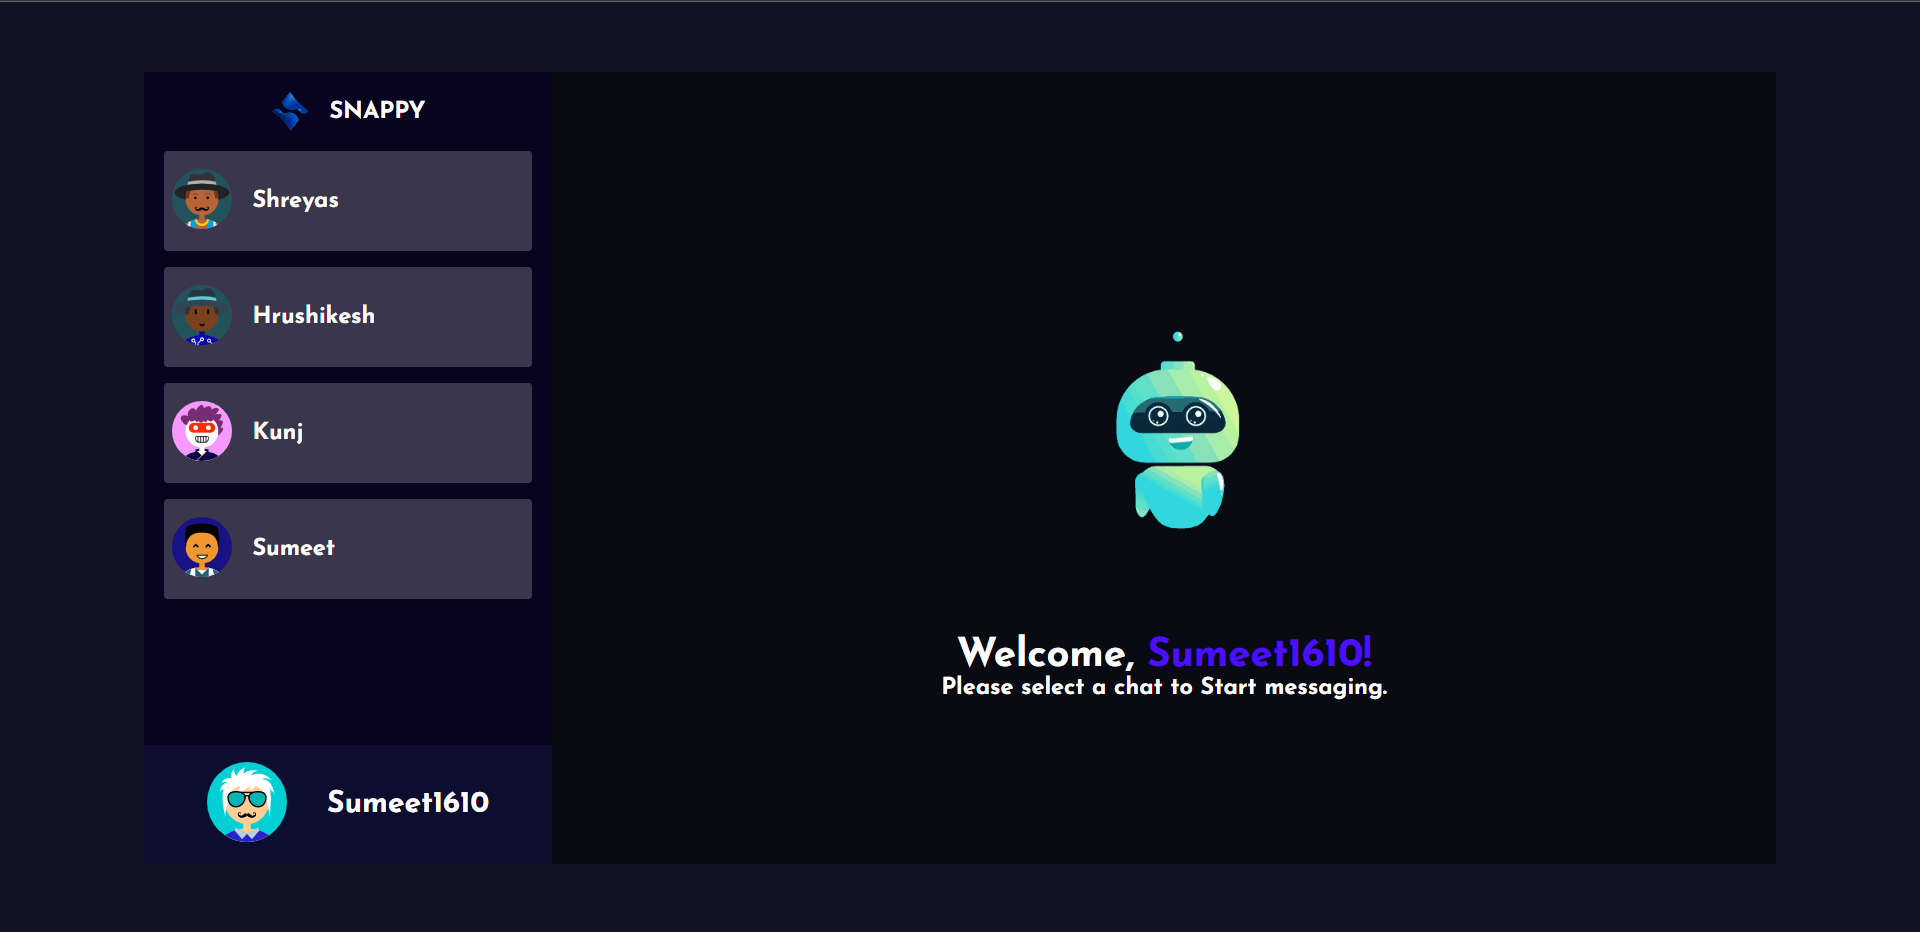 SNAPPY
Shreyas
Hrushikesh
Kunj
Sumeet
Sumeet1610
Welcome, Sumeet1610!
Please select a chat to Start messaging.